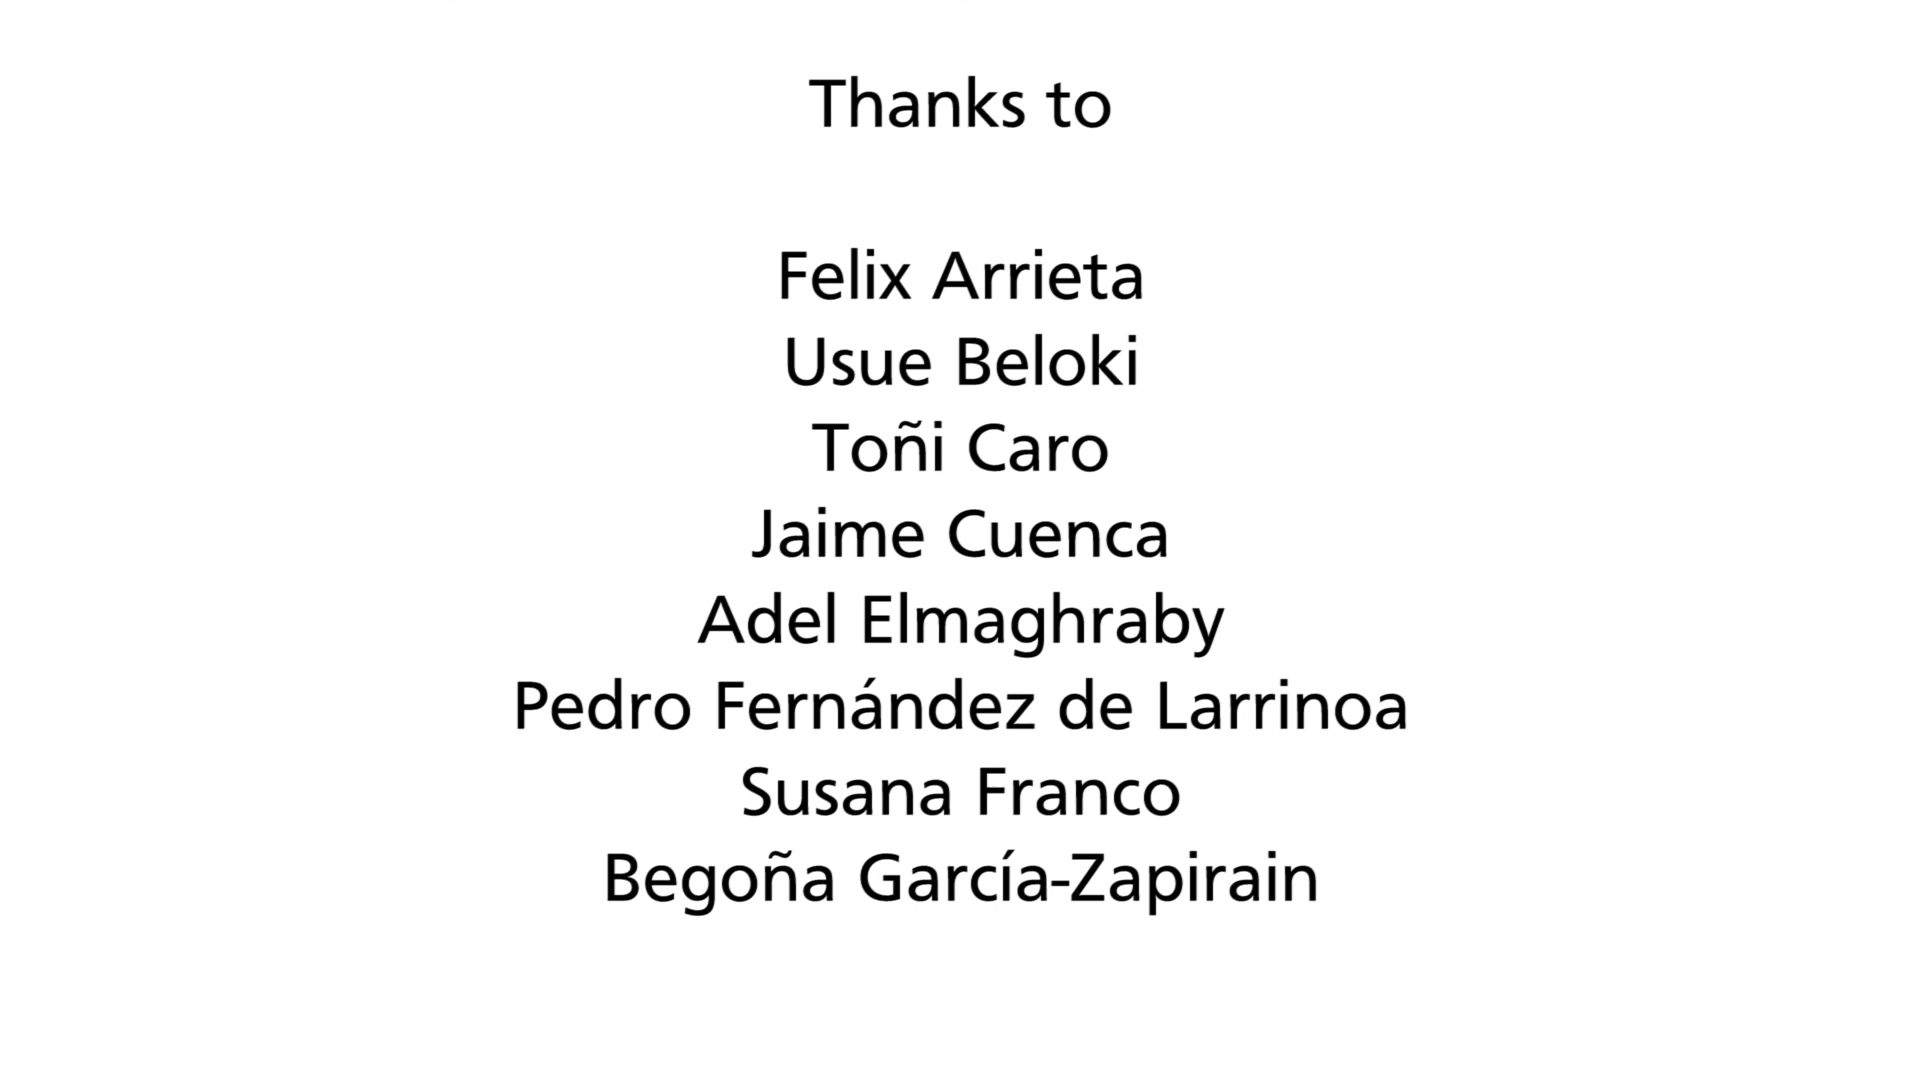 Thanks to
Felix Arrieta
Usue Beloki
Toñi Caro
Jaime Cuenca
Adel Elmaghraby
Pedro Fernández de Larrinoa
Susana Franco
Begoña García-Zapirain